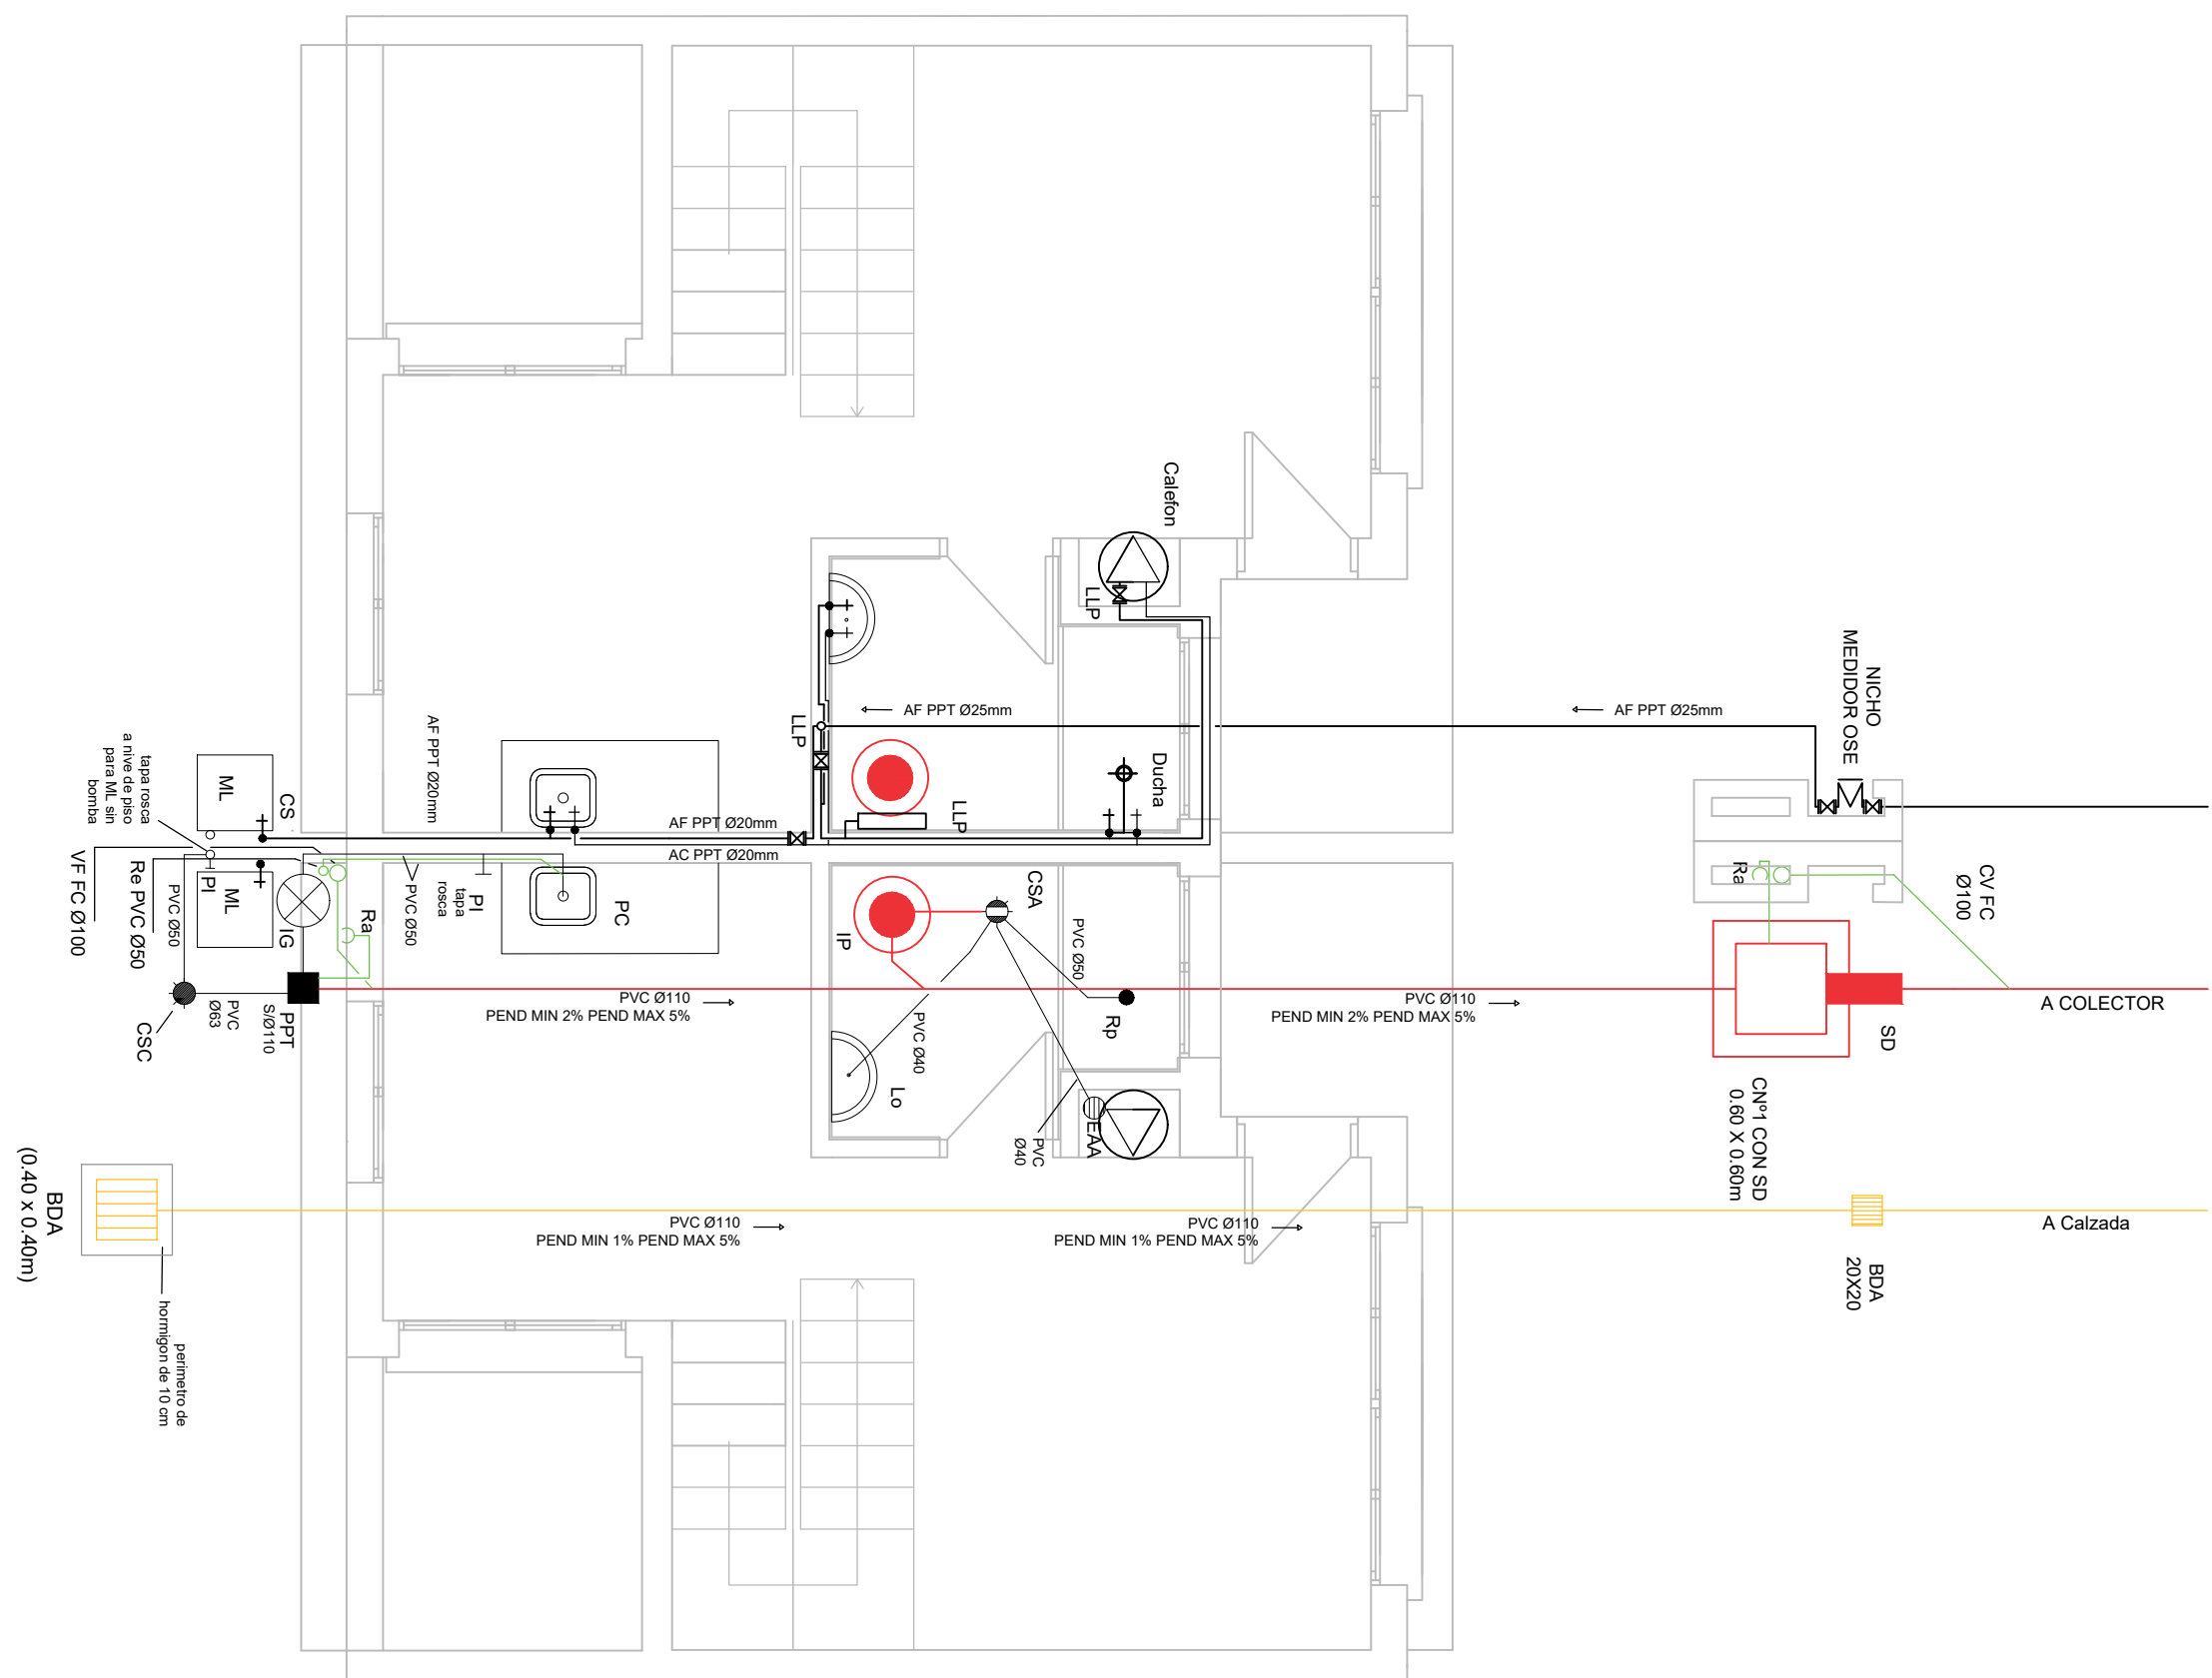 Calefon
LLP
NICHO
MEDIDOR OSE
AF PPT Ø25mm
AF PPT Ø25mm
LLP
AF PPT Ø20mm
Ducha
LLP
tapa rosca
a nive de piso
para ML sin
bomba
ML
CS
AF PPT Ø20mm
AC PPT Ø20mm
VF FC Ø100
Re PVC Ø50
PVC Ø50
PI
ML
IG
Ra
PVC Ø50
PI
tapa
rosca
PC
IP
CSA
PVC Ø50
Ra
CV FC
Ø100
CSC
PVC
Ø63
PPT
S/Ø110
PVC Ø110
PEND MIN 2% PEND MAX 5%
PVC Ø40
Lo
Rp
PVC Ø110
PEND MIN 2% PEND MAX 5%
A COLECTOR
SD
CNº1 CON SD
0.60 X 0.60m
EAA
PVC
Ø40
BDA
(0.40 x 0.40m)
PVC Ø110
PEND MIN 1% PEND MAX 5%
PVC Ø110
PEND MIN 1% PEND MAX 5%
A Calzada
BDA
20X20
perimetro de
hormigon de 10 cm